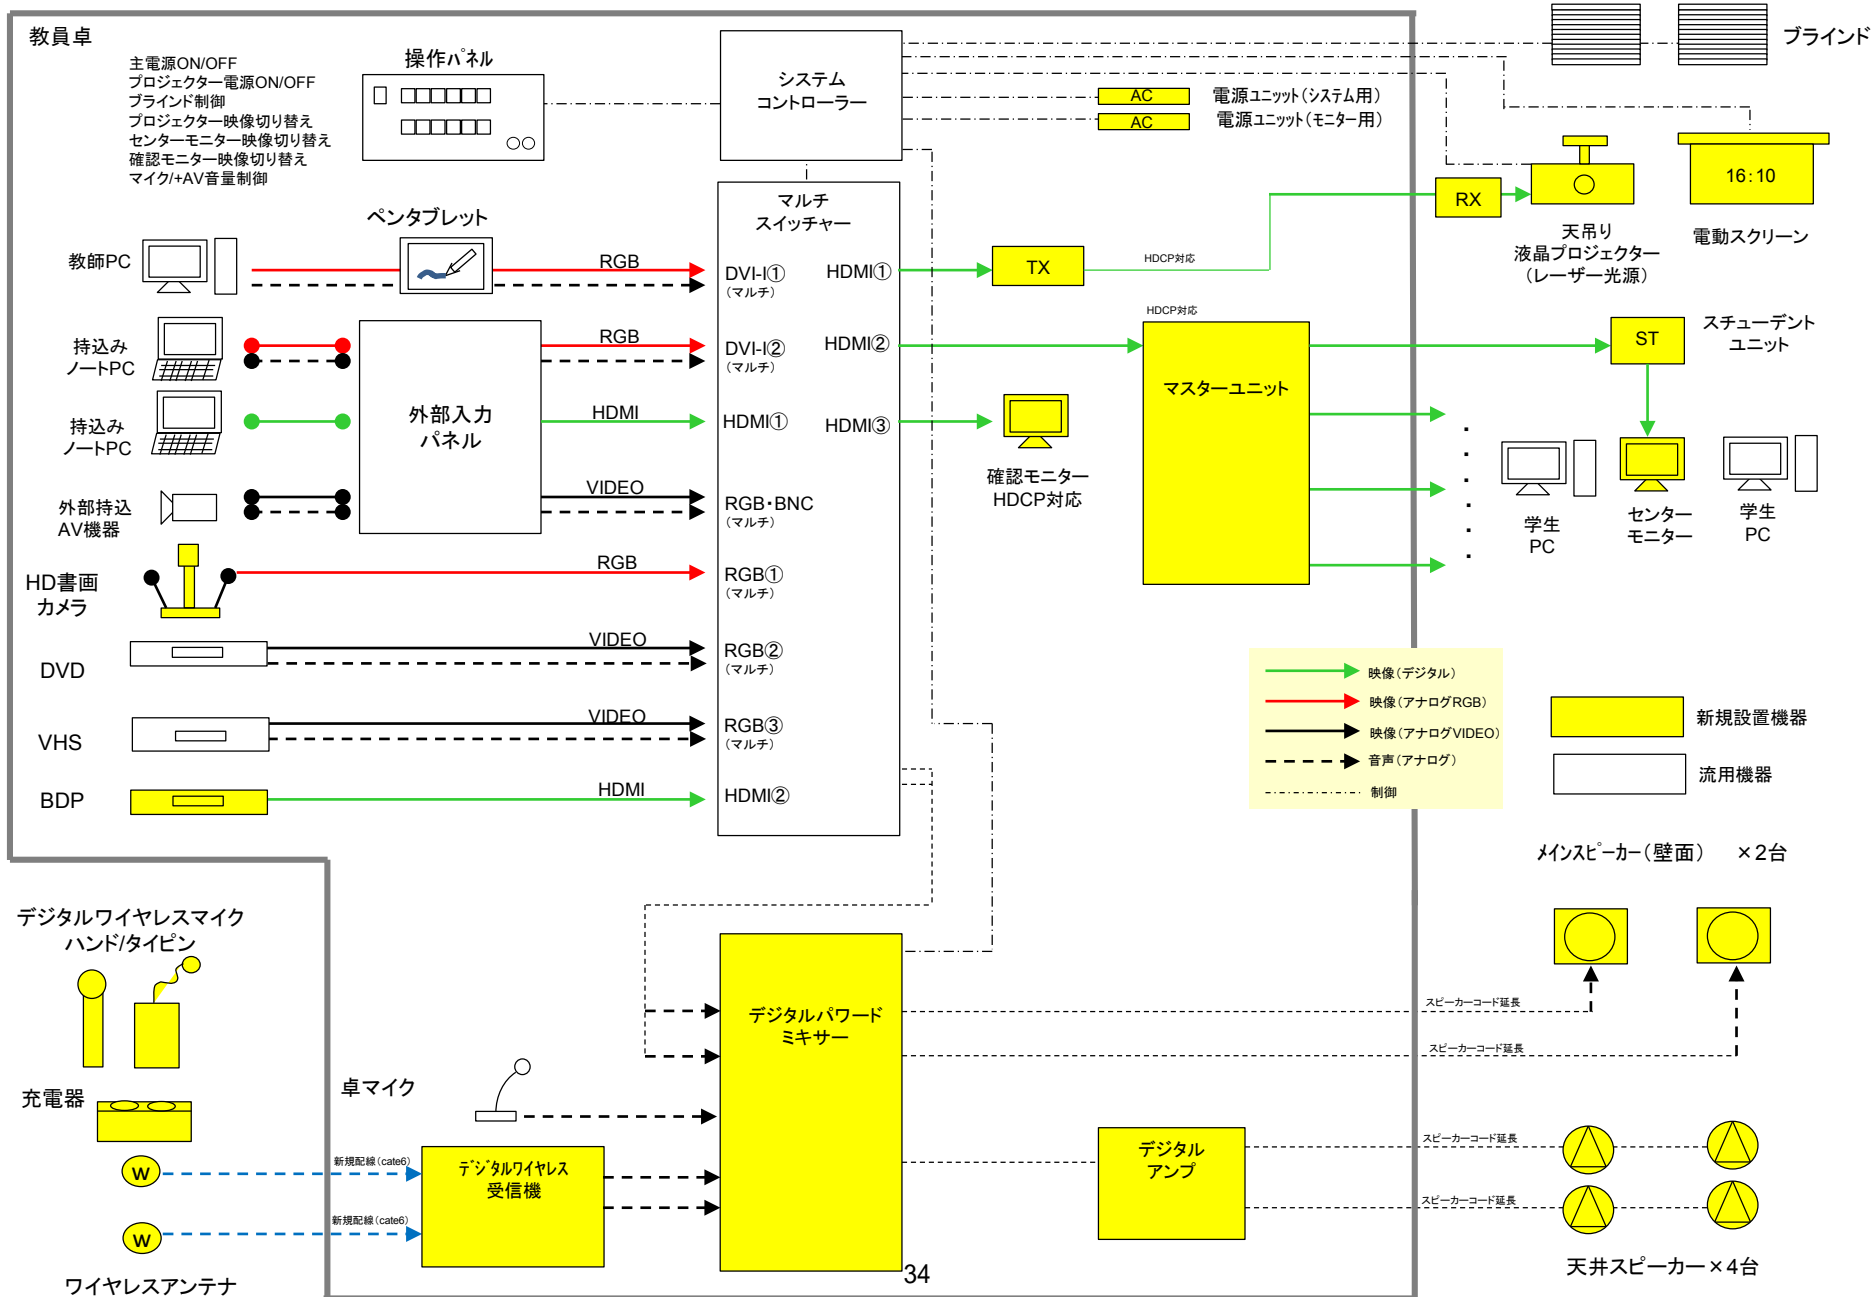 教員卓
主電源ON/OFF
プロジェクター電源ON/OFF
ブラインド制御
プロジェクター映像切り替え
センターモニター映像切り替え
確認モニター映像切り替え
マイク/+AV音量制御
操作パネル
システム
コントローラー
AC
電源ユニット(システム用)
AC
電源ユニット(モニター用)
ブラインド
16:10
電動スクリーン
RX
天吊り
液晶プロジェクター
(レーザー光源)
ペンタブレット
マルチ
スイッチャー
教師PC
RGB
DVI-I①
(マルチ)
HDMI①
TX
HDCP対応
持込み
ノートPC
RGB
DVI-I②
(マルチ)
HDMI②
HDCP対応
マスターユニット
ST
スチューデント
ユニット
持込み
ノートPC
外部入力
パネル
HDMI
HDMI①
HDMI③
確認モニター
HDCP対応
学生
PC
センター
モニター
学生
PC
外部持込
AV機器
VIDEO
RGB・BNC
(マルチ)
HD書画
カメラ
RGB
RGB①
(マルチ)
DVD
VIDEO
RGB②
(マルチ)
VHS
VIDEO
RGB③
(マルチ)
BDP
HDMI
HDMI②
映像(デジタル)
映像(アナログRGB)
映像(アナログVIDEO)
音声(アナログ)
制御
新規設置機器
流用機器
メインスピーカー(壁面) ×2台
デジタルワイヤレスマイク
ハンド/タイピン
充電器
卓マイク
デジタルパワード
ミキサー
スピーカーコード延長
スピーカーコード延長
W
新規配線(cate6)
デジタルワイヤレス
受信機
W
新規配線(cate6)
ワイヤレスアンテナ
デジタル
アンプ
スピーカーコード延長
スピーカーコード延長
天井スピーカー×4台
34